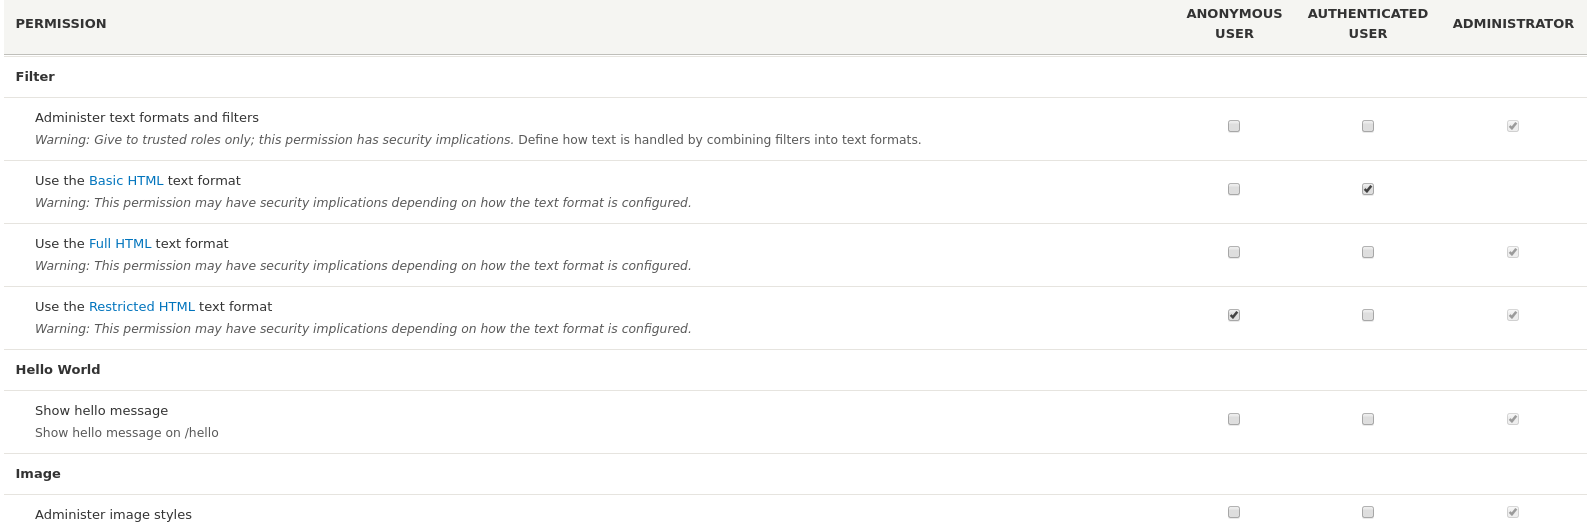 PERMISSION
ANONYMOUS USER
AUTHENTICATED USER
ADMINISTRATOR
Filter
Administer text formats and filters
Warning: Give to trusted roles only; this permission has security implications. Define how text is handled by combining filters into text formats.
Use the Basic HTML text format
Warning: This permission may have security implications depending on how the text format is configured.
Use the Full HTML text format
Warning: This permission may have security implications depending on how the text format is configured.
Use the Restricted HTML text format
Warning: This permission may have security implications depending on how the text format is configured.
Hello World
Show hello message
Show hello message on /hello
Image
Administer image styles